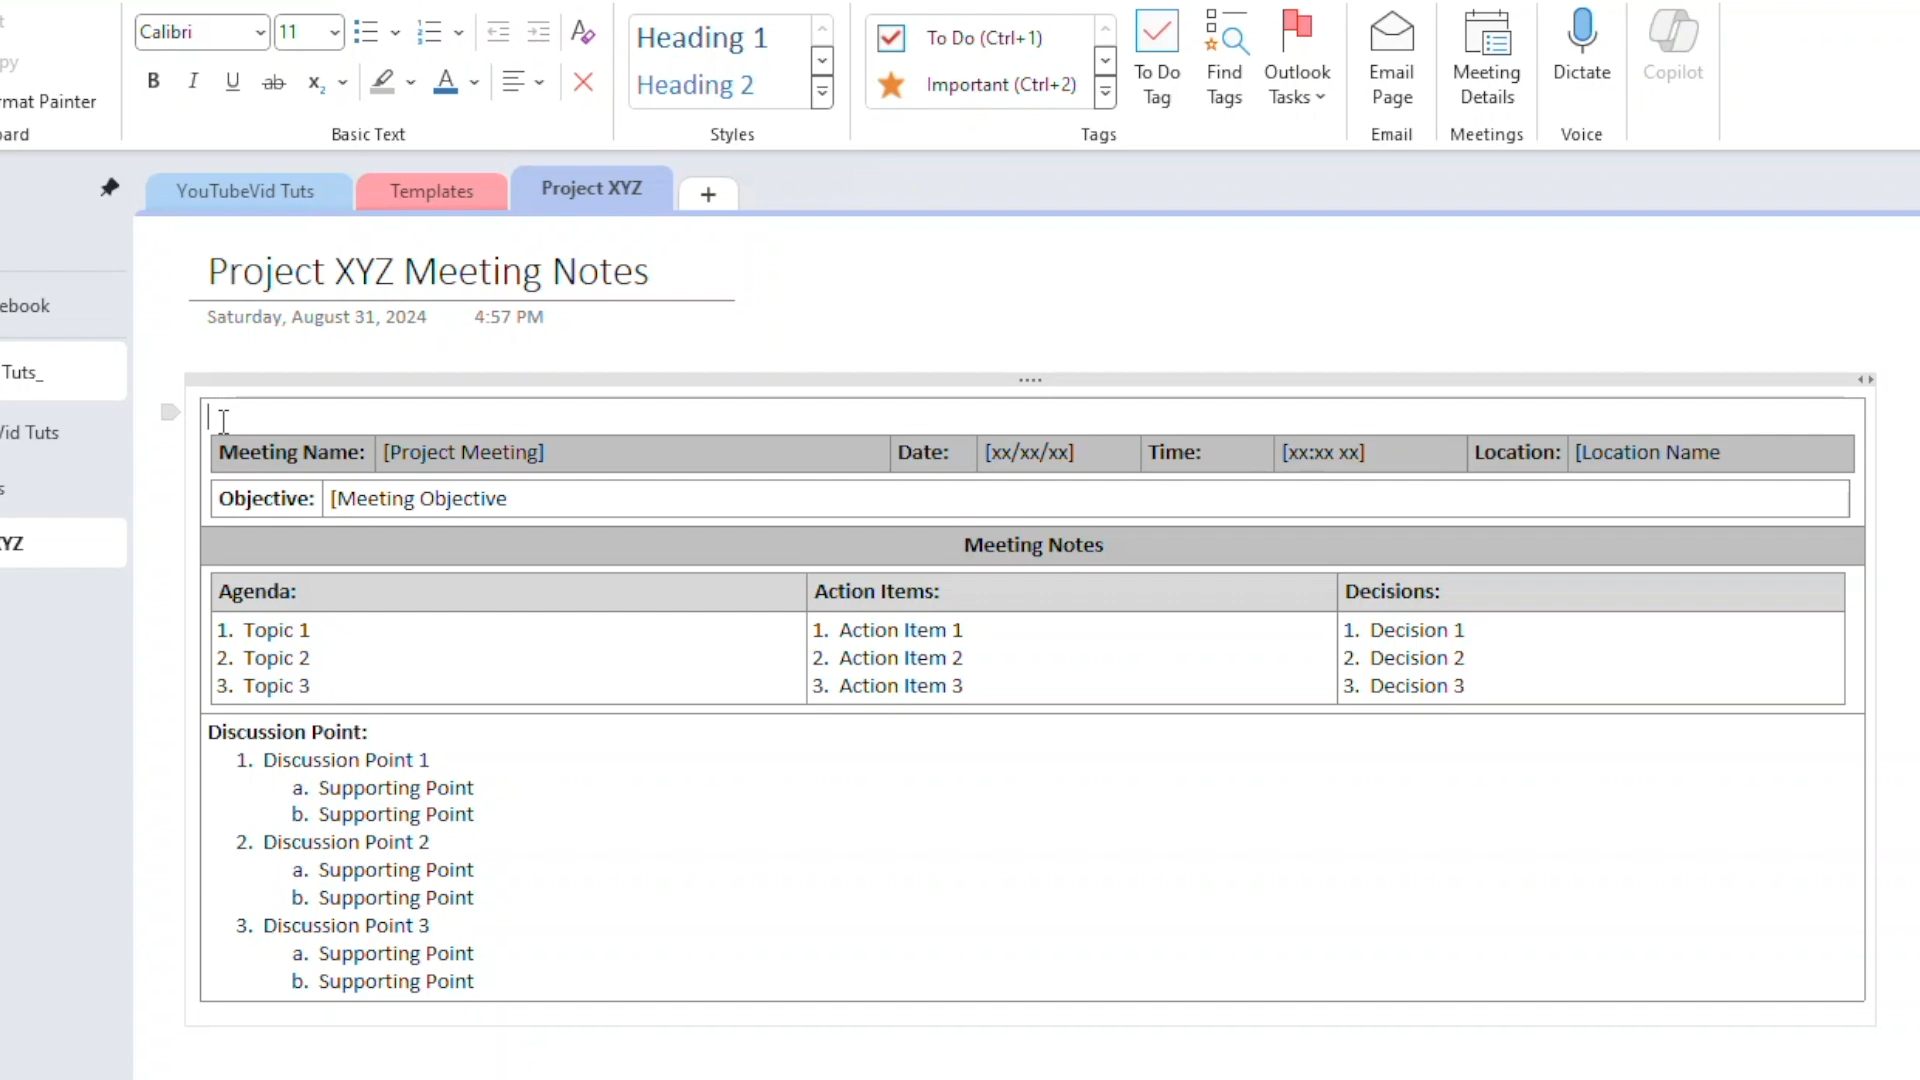 Calibri 11
Heading 1
Heading 2
To Do (Ctrl+1)
Important (Ctrl+2)
To Do
Tag
Find
Tags
Outlook
Tasks
Email
Page
Meeting
Details
Dictate
Copilot
py
mat Painter
ard
B I U ab x₂ A
Basic Text
Styles
Tags
Email
Meetings
Voice
YouTubeVid Tuts
Templates
Project XYZ
+
ebook
Tuts_
/id Tuts
s
XYZ
Project XYZ Meeting Notes
Saturday, August 31, 2024 4:57 PM
Meeting Name: [Project Meeting] Date: [xx/xx/xx] Time: [xx:xx xx] Location: [Location Name
Objective: [Meeting Objective
Meeting Notes
Agenda: Action Items: Decisions:
1. Topic 1
2. Topic 2
3. Topic 3
1. Action Item 1
2. Action Item 2
3. Action Item 3
1. Decision 1
2. Decision 2
3. Decision 3
Discussion Point:
1. Discussion Point 1
a. Supporting Point
b. Supporting Point
2. Discussion Point 2
a. Supporting Point
b. Supporting Point
3. Discussion Point 3
a. Supporting Point
b. Supporting Point